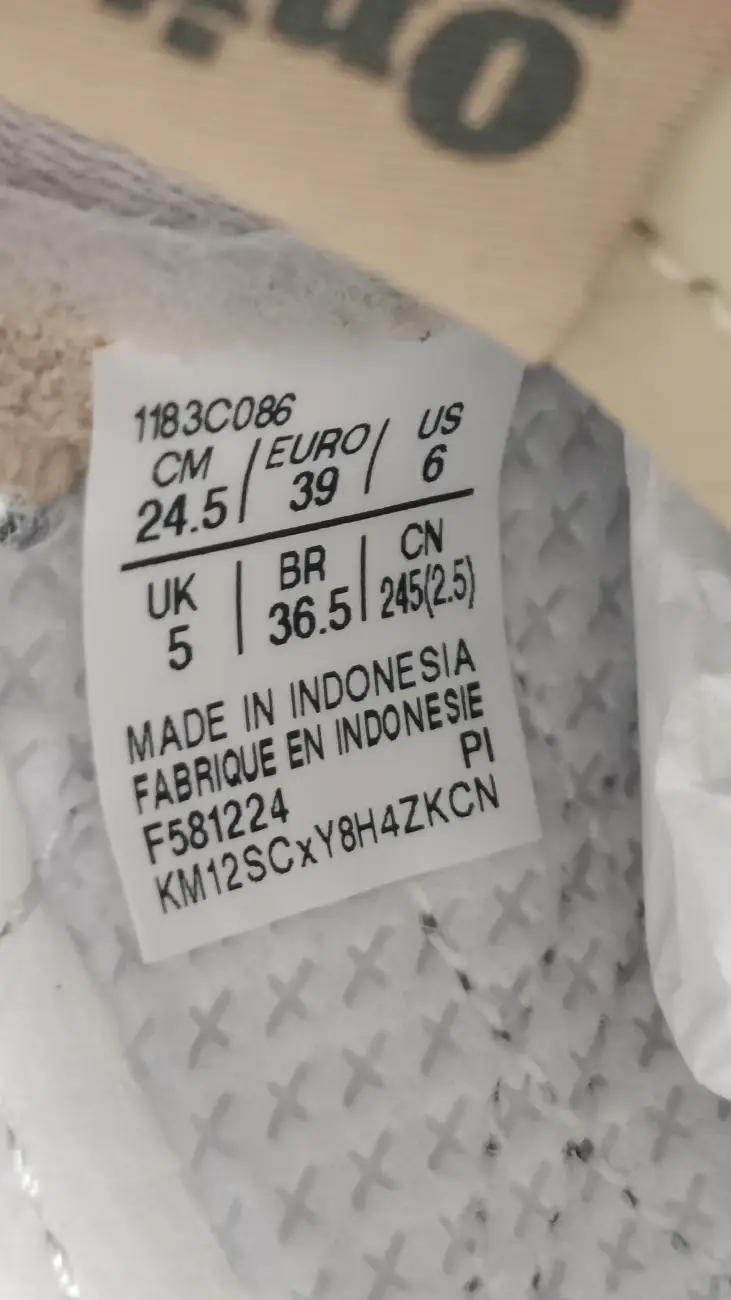 1183C086
CM / EURO / US
24.5 / 39 / 6
UK | BR | CN
5 | 36.5 | 245(2.5)
MADE IN INDONESIA
FABRIQUE EN INDONESIE
PI
F581224
KM12SCxY8H4ZKCN